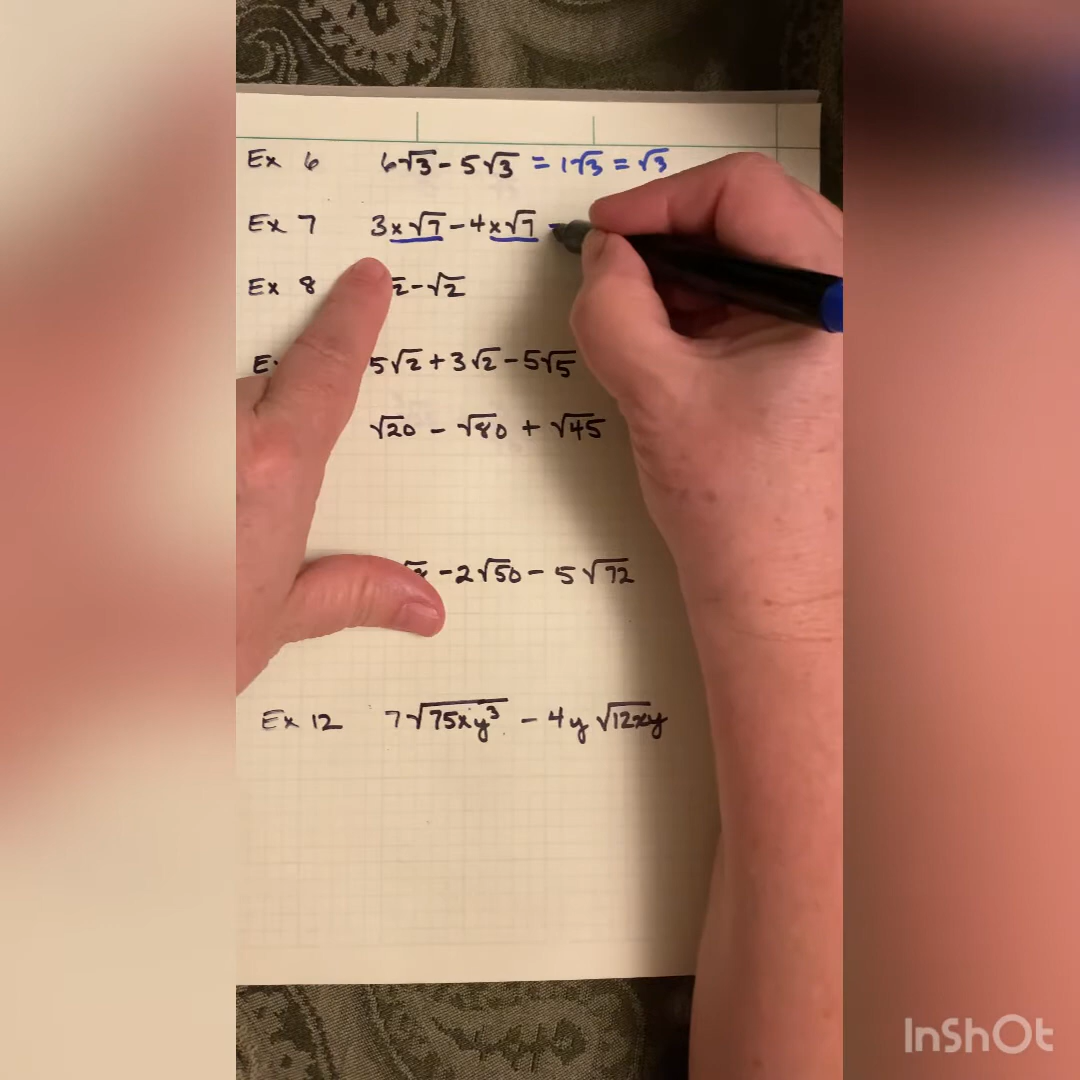 Ex 6 6√3 - 5√3 = 1√3 = √3
Ex 7 3x√7 - 4x√7
Ex 8 - √2
5√2 + 3√2 - 5√5
√20 - √80 + √45
- 2√50 - 5√72
Ex 12 7√75xy³ - 4y√12xy
InShOt